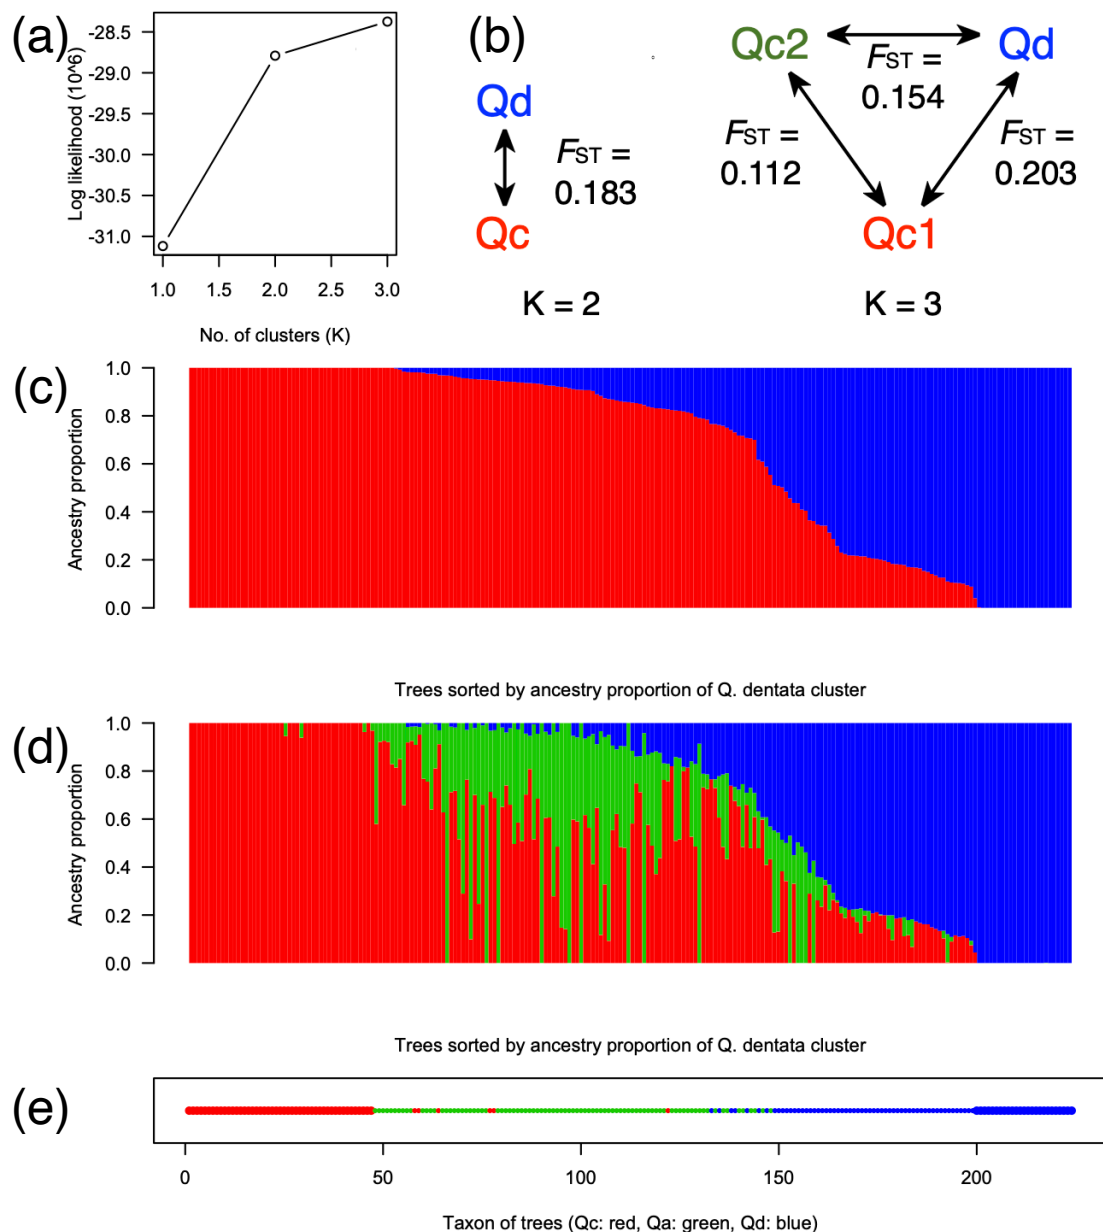 (a)
Log likelihood (10^6)
-28.5
-29.0
-29.5
-30.0
-30.5
-31.0
1.0 1.5 2.0 2.5 3.0
No. of clusters (K)
(b)
Qd
FST =
0.183
Qc
K = 2
Qc2
Qd
FST =
0.154
FST =
0.112
FST =
0.203
Qc1
K = 3
(c)
Ancestry proportion
1.0
0.8
0.6
0.4
0.2
0.0
Trees sorted by ancestry proportion of Q. dentata cluster
(d)
Ancestry proportion
1.0
0.8
0.6
0.4
0.2
0.0
Trees sorted by ancestry proportion of Q. dentata cluster
(e)
0 50 100 150 200
Taxon of trees (Qc: red, Qa: green, Qd: blue)